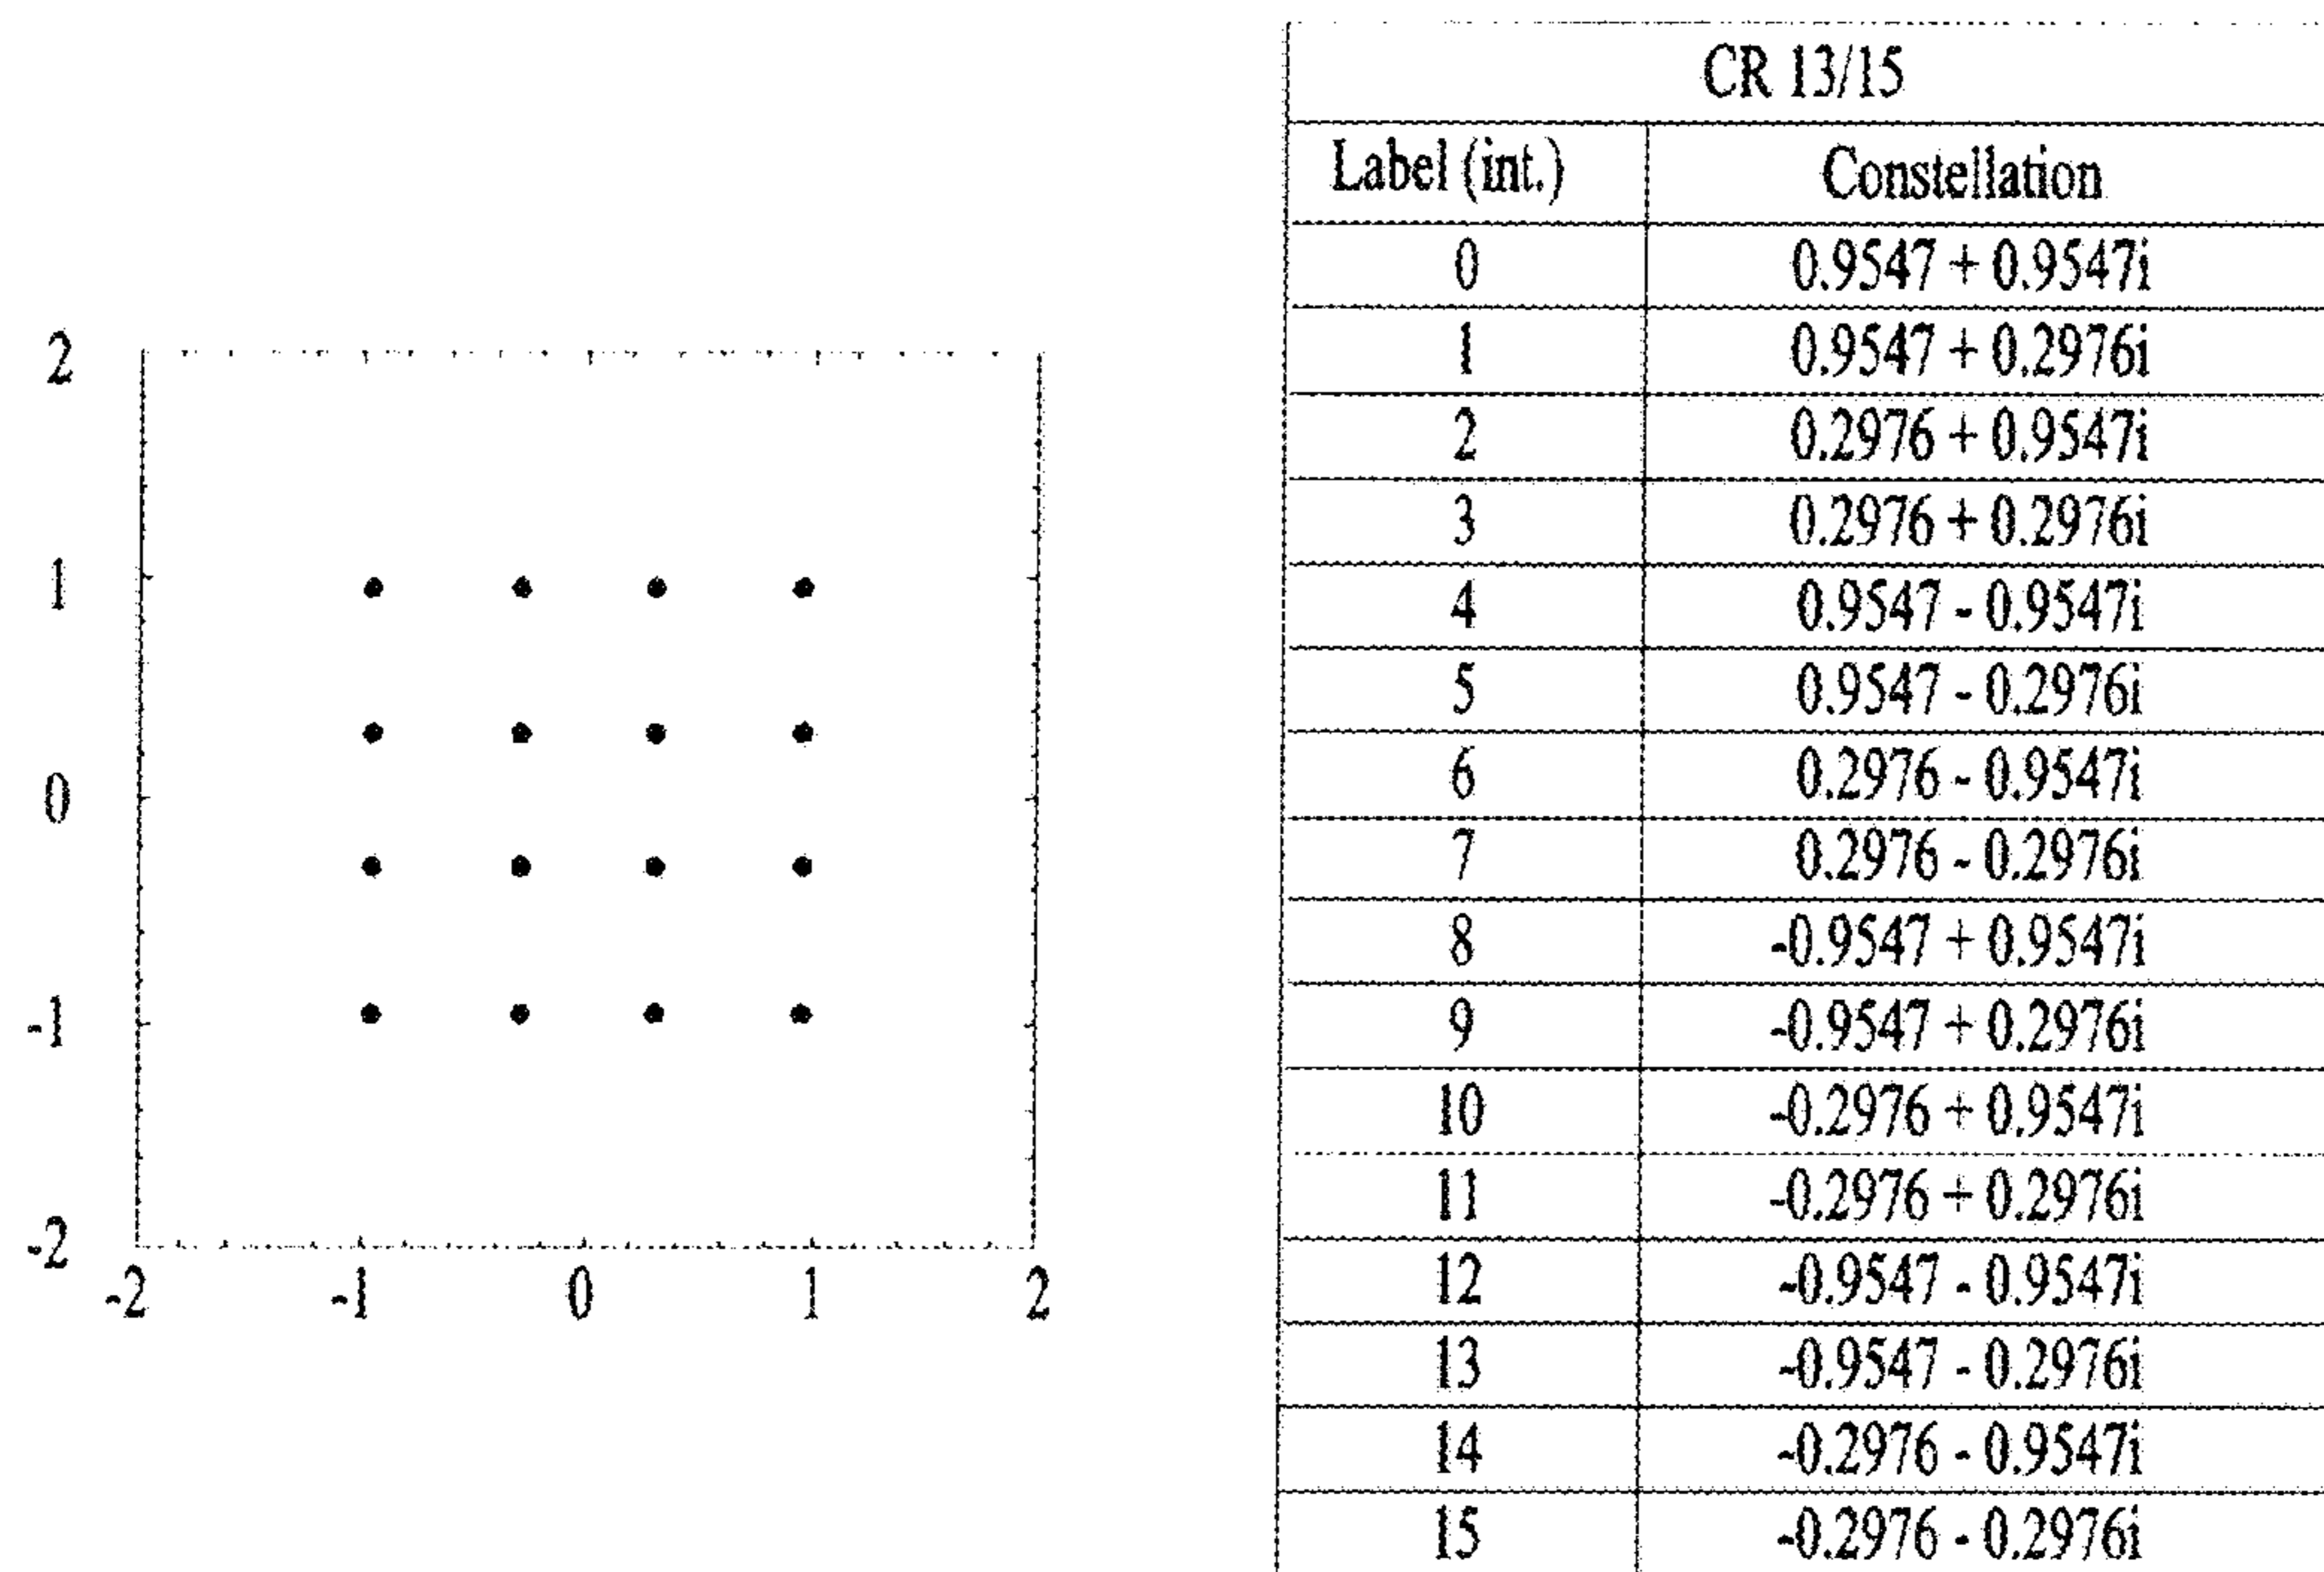 2
1
0
-1
-2
-2 -1 0 1 2
CR 13/15
Label (int.) Constellation
0 0.9547 + 0.9547i
1 0.9547 + 0.2976i
2 0.2976 + 0.9547i
3 0.2976 + 0.2976i
4 0.9547 - 0.9547i
5 0.9547 - 0.2976i
6 0.2976 - 0.9547i
7 0.2976 - 0.2976i
8 -0.9547 + 0.9547i
9 -0.9547 + 0.2976i
10 -0.2976 + 0.9547i
11 -0.2976 + 0.2976i
12 -0.9547 - 0.9547i
13 -0.9547 - 0.2976i
14 -0.2976 - 0.9547i
15 -0.2976 - 0.2976i